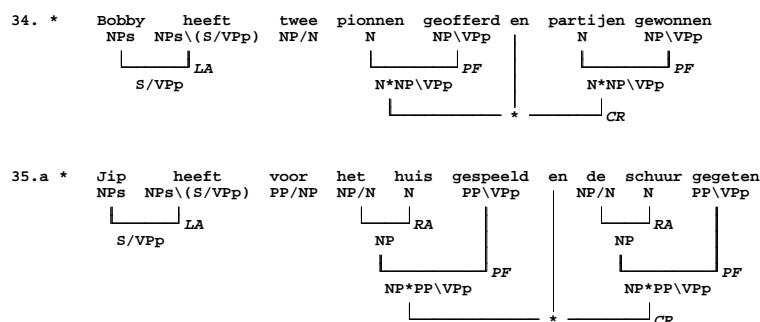 34. * Bobby heeft twee pionnen geofferd en partijen gewonnen
NPs NPs\(S/VPp) NP/N N NP\VPp N NP\VPp
LA PF PF
S/VPp N*NP\VPp N*NP\VPp
* CR
35.a * Jip heeft voor het huis gespeeld en de schuur gegeten
NPs NPs\(S/VPp) PP/NP NP/N N PP\VPp NP/N N PP\VPp
LA RA RA
S/VPp NP NP
PF PF
NP*PP\VPp NP*PP\VPp
* CR